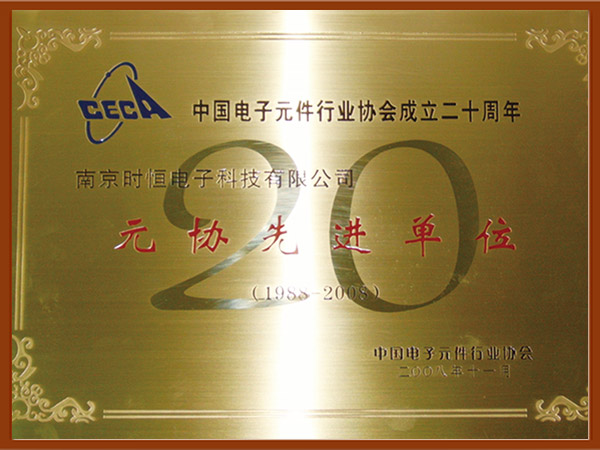 CECA
中国电子元件行业协会成立二十周年
20
南京时恒电子科技有限公司
元协先进单位
(1988-2008)
中国电子元件行业协会
二〇〇八年十一月